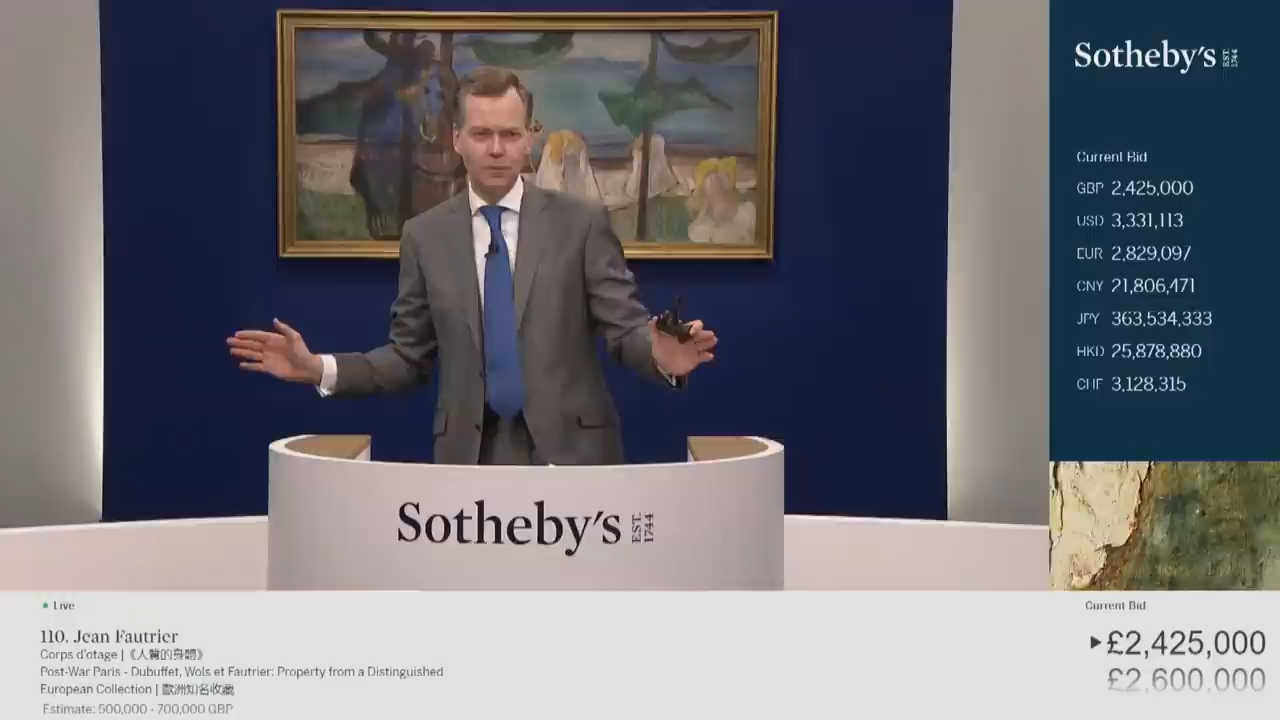 Sotheby's EST. 1744
Current Bid
GBP 2,425,000
USD 3,331,113
EUR 2,829,097
CNY 21,806,471
JPY 363,534,333
HKD 25,878,880
CHF 3,128,315
Sotheby's EST. 1744
Live
110. Jean Fautrier
Corps d'otage | 《人質的身體》
Post-War Paris - Dubuffet, Wols et Fautrier: Property from a Distinguished
European Collection | 歐洲知名收藏
Estimate: 500,000 - 700,000 GBP
Current Bid
£2,425,000
£2,600,000